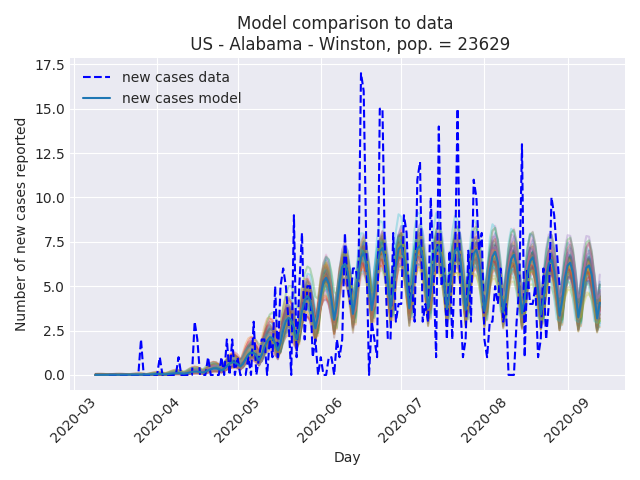 Model comparison to data
US - Alabama - Winston, pop. = 23629
17.5
15.0
12.5
10.0
7.5
5.0
2.5
0.0
Number of new cases reported
new cases data
new cases model
2020-03
2020-04
2020-05
2020-06
2020-07
2020-08
2020-09
Day